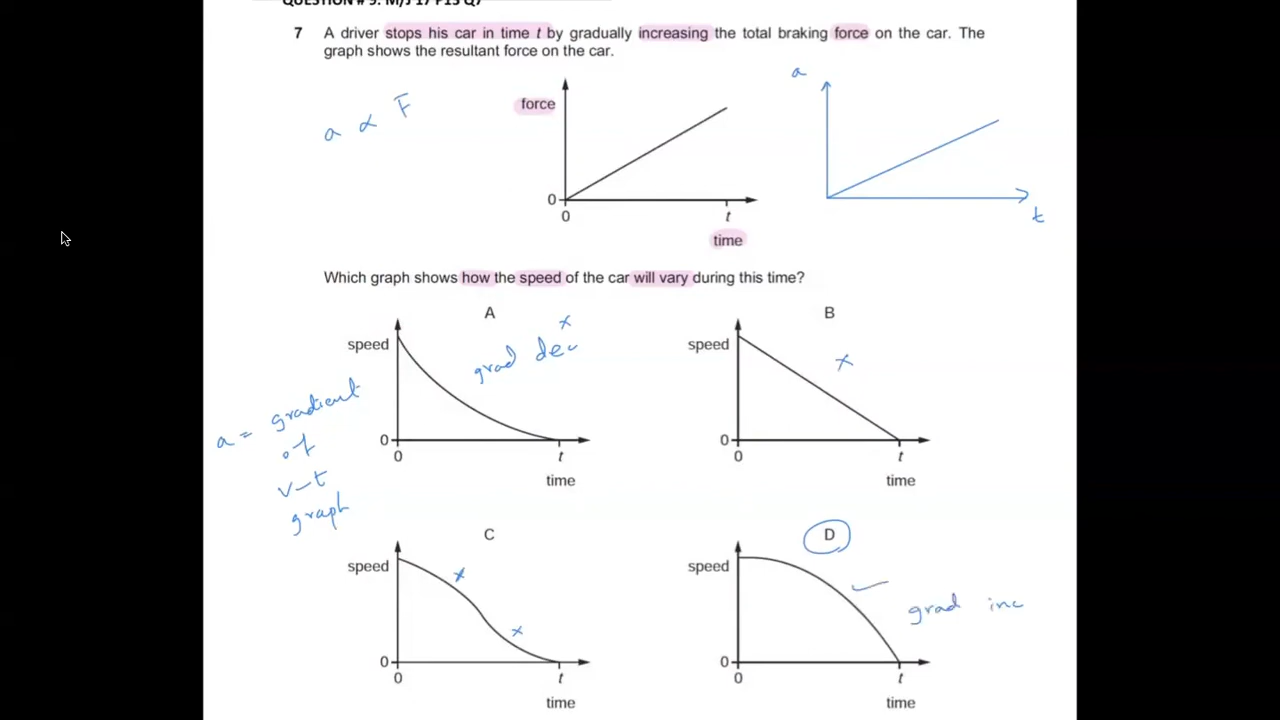 QUESTION # 9: M/J 17 P13 Q7
7 A driver stops his car in time t by gradually increasing the total braking force on the car. The
graph shows the resultant force on the car.
a ∝ F
force
0
0
t
time
a
t
Which graph shows how the speed of the car will vary during this time?
A
speed
0
0
t
time
x
grad dec
B
speed
0
0
t
time
x
a = gradient
of
v-t
graph
C
speed
0
0
t
time
x
x
D
speed
0
0
t
time
grad inc